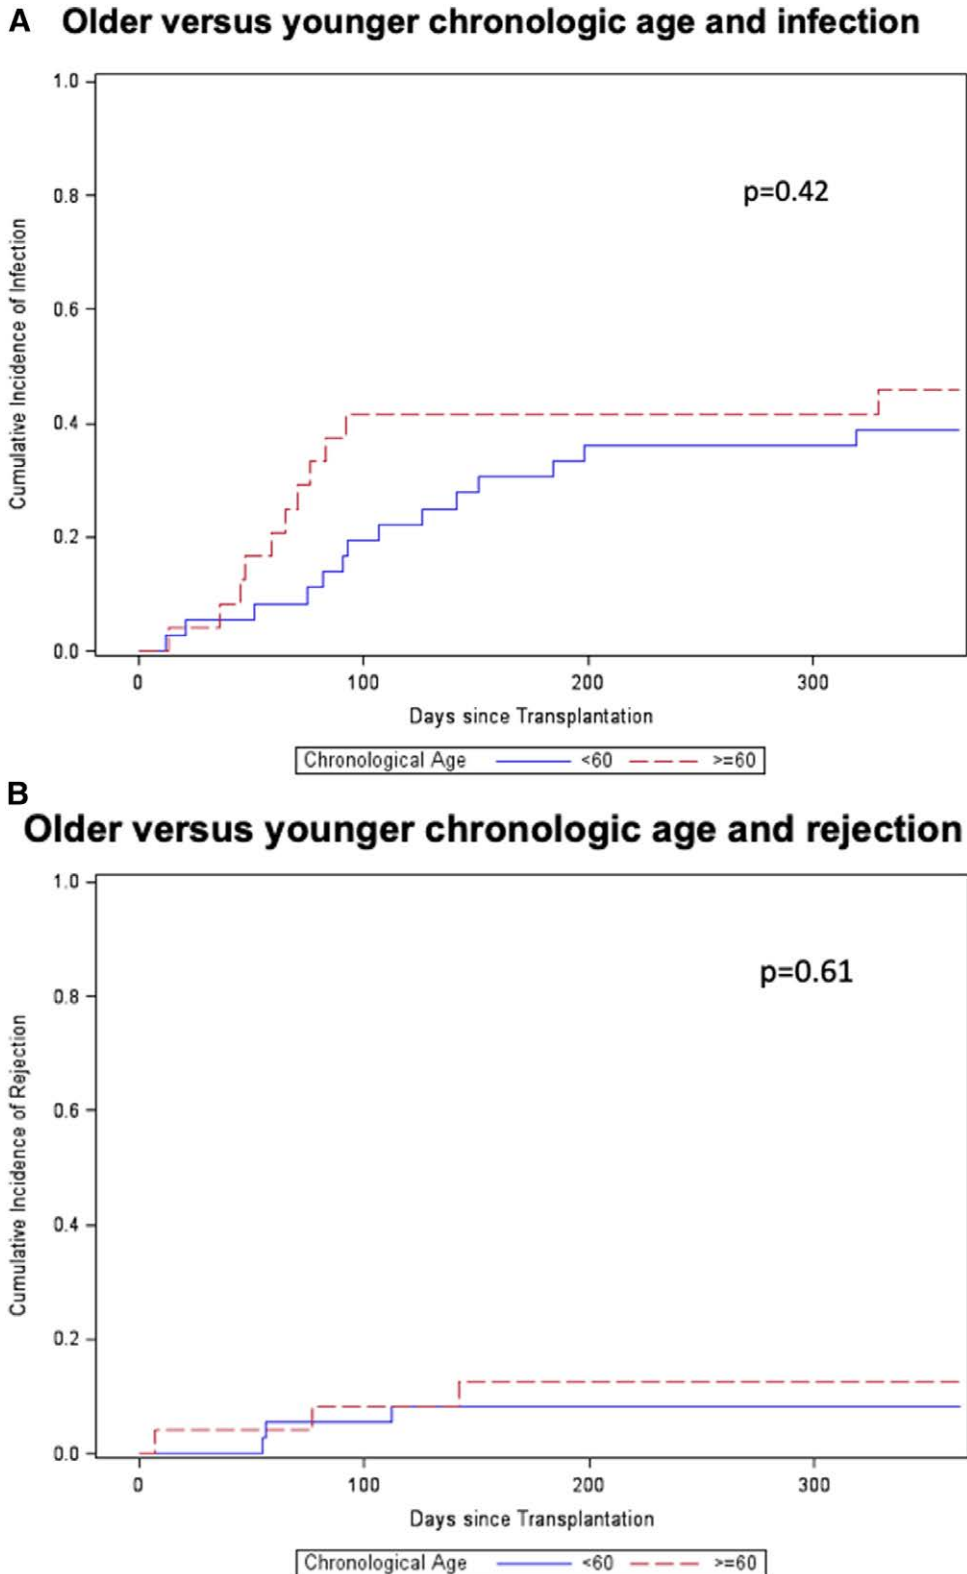 A Older versus younger chronologic age and infection
1.0
0.8
0.6
0.4
0.2
0.0
Cumulative Incidence of Infection
p=0.42
0 100 200 300
Days since Transplantation
Chronological Age <60 >=60
B
Older versus younger chronologic age and rejection
1.0
0.8
0.6
0.4
0.2
0.0
Cumulative Incidence of Rejection
p=0.61
0 100 200 300
Days since Transplantation
Chronological Age <60 >=60